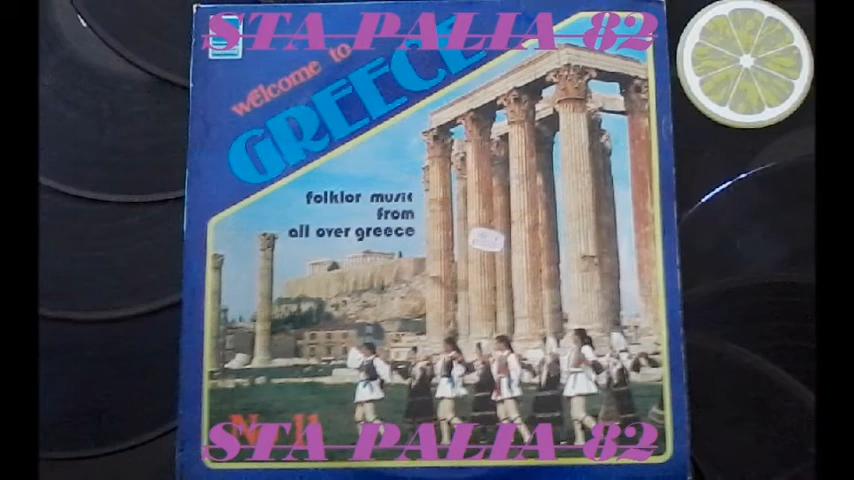 STA PALIA 82
welcome to
GREECE
folklor music
from
all over greece
No 11
STA PALIA 82